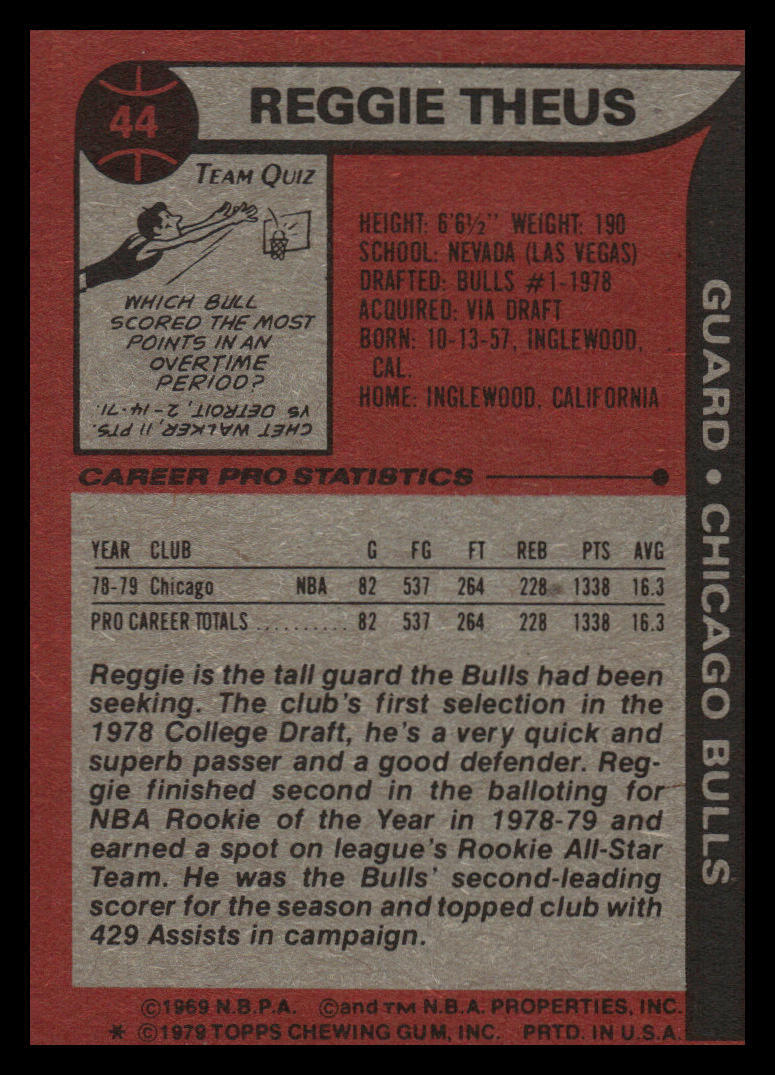 44
REGGIE THEUS
TEAM QUIZ
WHICH BULL
SCORED THE MOST
POINTS IN AN
OVERTIME
PERIOD?
CHET WALKER, 11 PTS.
VS DETROIT, 2-14-71.
HEIGHT: 6'6½" WEIGHT: 190
SCHOOL: NEVADA (LAS VEGAS)
DRAFTED: BULLS #1-1978
ACQUIRED: VIA DRAFT
BORN: 10-13-57, INGLEWOOD,
CAL.
HOME: INGLEWOOD, CALIFORNIA
GUARD • CHICAGO BULLS
CAREER PRO STATISTICS
YEAR CLUB G FG FT REB PTS AVG
78-79 Chicago NBA 82 537 264 228 1338 16.3
PRO CAREER TOTALS .......... 82 537 264 228 1338 16.3
Reggie is the tall guard the Bulls had been
seeking. The club's first selection in the
1978 College Draft, he's a very quick and
superb passer and a good defender. Reg-
gie finished second in the balloting for
NBA Rookie of the Year in 1978-79 and
earned a spot on league's Rookie All-Star
Team. He was the Bulls' second-leading
scorer for the season and topped club with
429 Assists in campaign.
©1969 N.B.P.A. ©and TM N.B.A. PROPERTIES, INC.
* ©1979 TOPPS CHEWING GUM, INC. PRTD. IN U.S.A.